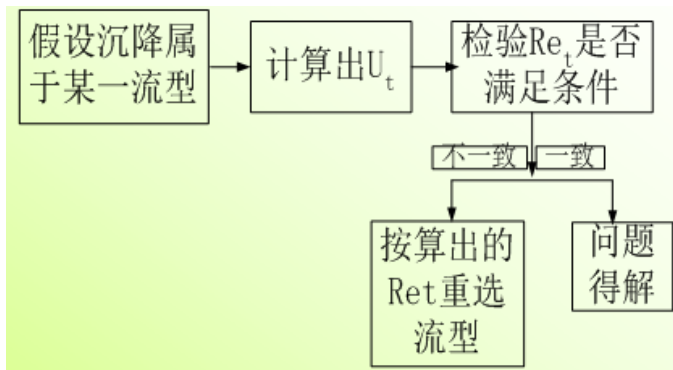 假设沉降属
于某一流型
计算出Ut
检验Ret是否
满足条件
不一致
一致
按算出的
Ret重选
流型
问题
得解